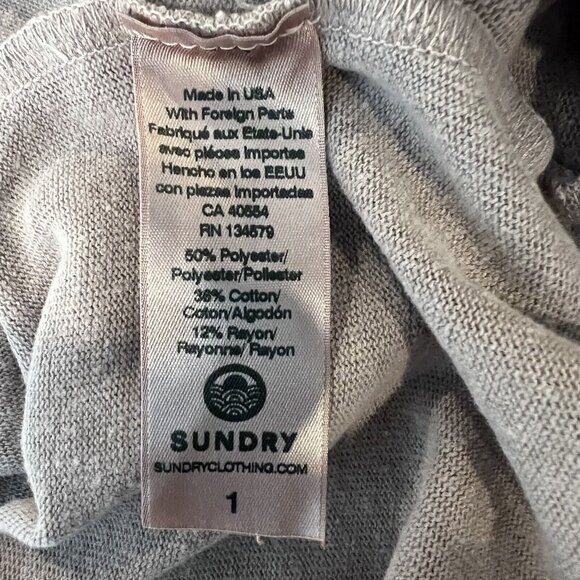 Made in USA
With Foreign Parts
Fabriqué aux Etats-Unis
avec pléces Importes
Hencho en los EEUU
con piezas Importadas
CA 40554
RN 134579
50% Polyester/
Polyester/Poliester
38% Cotton/
Coton/Algodón
12% Rayon/
Rayonne/ Rayon
SUNDRY
SUNDRYCLOTHING.COM
1